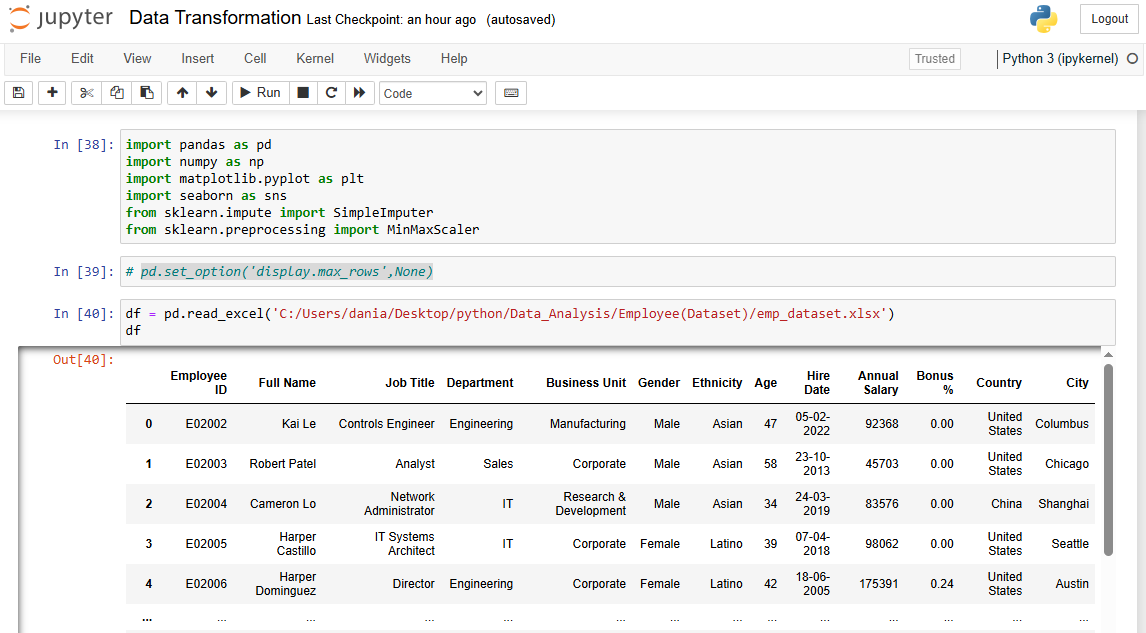 jupyter Data Transformation Last Checkpoint: an hour ago (autosaved) Logout
File Edit View Insert Cell Kernel Widgets Help Trusted Python 3 (ipykernel)
Run Code
In [38]: import pandas as pd
import numpy as np
import matplotlib.pyplot as plt
import seaborn as sns
from sklearn.impute import SimpleImputer
from sklearn.preprocessing import MinMaxScaler
In [39]: # pd.set_option('display.max_rows',None)
In [40]: df = pd.read_excel('C:/Users/dania/Desktop/python/Data_Analysis/Employee(Dataset)/emp_dataset.xlsx')
df
Out[40]:
Employee ID Full Name Job Title Department Business Unit Gender Ethnicity Age Hire Date Annual Salary Bonus % Country City
0 E02002 Kai Le Controls Engineer Engineering Manufacturing Male Asian 47 05-02-2022 92368 0.00 United States Columbus
1 E02003 Robert Patel Analyst Sales Corporate Male Asian 58 23-10-2013 45703 0.00 United States Chicago
2 E02004 Cameron Lo Network Administrator IT Research & Development Male Asian 34 24-03-2019 83576 0.00 China Shanghai
3 E02005 Harper Castillo IT Systems Architect IT Corporate Female Latino 39 07-04-2018 98062 0.00 United States Seattle
4 E02006 Harper Dominguez Director Engineering Corporate Female Latino 42 18-06-2005 175391 0.24 United States Austin
... ... ... ... ... ... ... ... ... ... ... ... ... ...